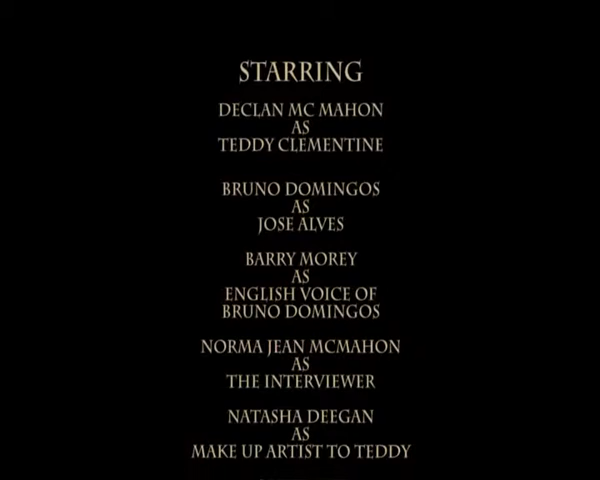 STARRING
DECLAN MC MAHON
AS
TEDDY CLEMENTINE
BRUNO DOMINGOS
AS
JOSE ALVES
BARRY MOREY
AS
ENGLISH VOICE OF
BRUNO DOMINGOS
NORMA JEAN MCMAHON
AS
THE INTERVIEWER
NATASHA DEEGAN
AS
MAKE UP ARTIST TO TEDDY